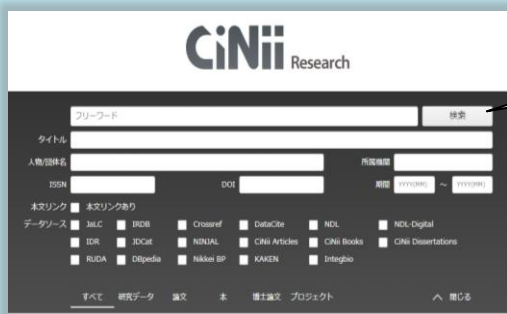 CiNii Research
フリーワード 検索
タイトル
人物/団体名 所属機関
ISSN DOI 期間 YYYY(MM) ～ YYYY(MM)
本文リンク 本文リンクあり
データソース JaLC IRDB Crossref DataCite NDL NDL-Digital
IDR JDCat NINJAL CiNii Articles CiNii Books CiNii Dissertations
RUDA DBpedia Nikkei BP KAKEN Integbio
すべて 研究データ 論文 本 博士論文 プロジェクト へ 閉じる